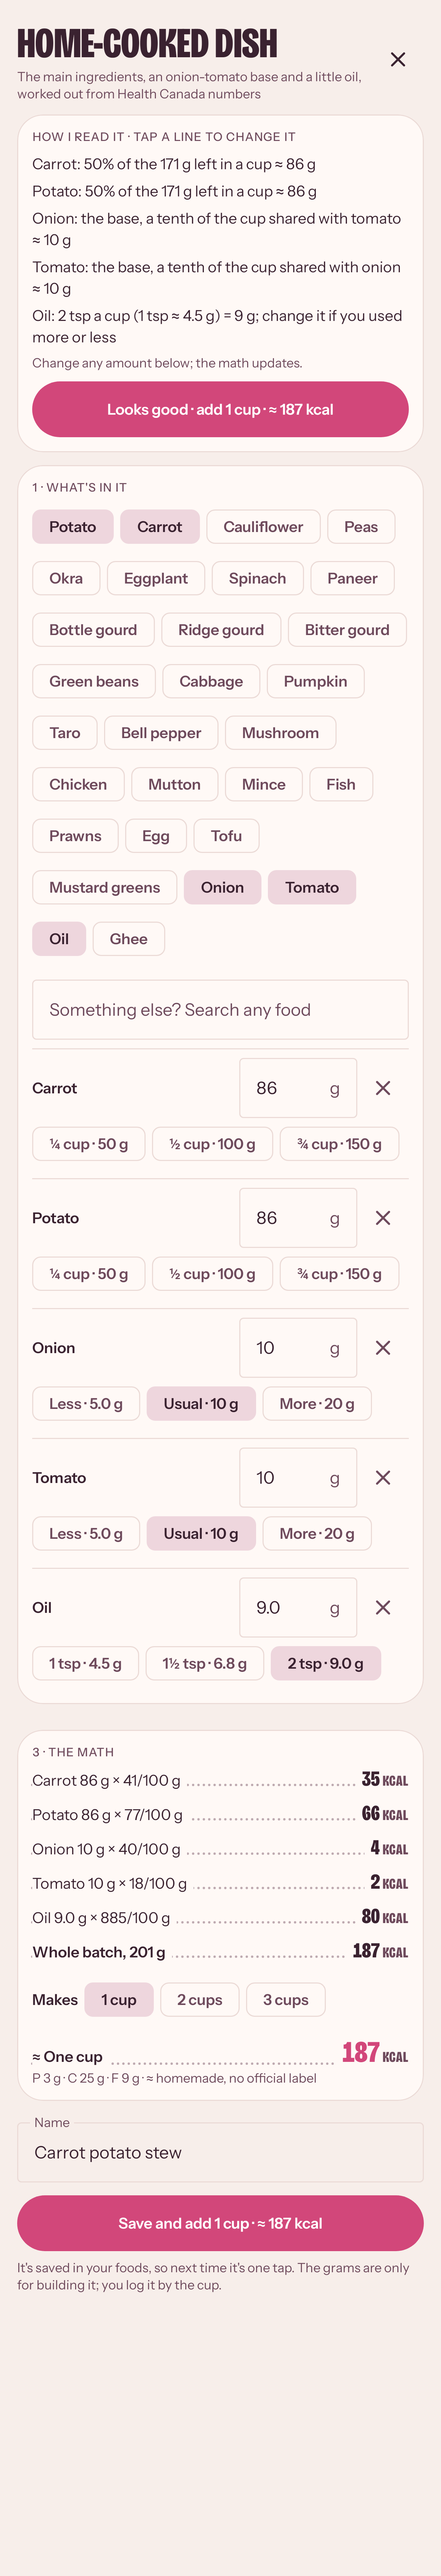 HOME-COOKED DISH
The main ingredients, an onion-tomato base and a little oil,
worked out from Health Canada numbers
HOW I READ IT · TAP A LINE TO CHANGE IT
Carrot: 50% of the 171 g left in a cup ≈ 86 g
Potato: 50% of the 171 g left in a cup ≈ 86 g
Onion: the base, a tenth of the cup shared with tomato
≈ 10 g
Tomato: the base, a tenth of the cup shared with onion
≈ 10 g
Oil: 2 tsp a cup (1 tsp ≈ 4.5 g) = 9 g; change it if you used
more or less
Change any amount below; the math updates.
Looks good · add 1 cup · ≈ 187 kcal
1 · WHAT'S IN IT
Potato Carrot Cauliflower Peas
Okra Eggplant Spinach Paneer
Bottle gourd Ridge gourd Bitter gourd
Green beans Cabbage Pumpkin
Taro Bell pepper Mushroom
Chicken Mutton Mince Fish
Prawns Egg Tofu
Mustard greens Onion Tomato
Oil Ghee
Something else? Search any food
Carrot 86 g
¼ cup · 50 g ½ cup · 100 g ¾ cup · 150 g
Potato 86 g
¼ cup · 50 g ½ cup · 100 g ¾ cup · 150 g
Onion 10 g
Less · 5.0 g Usual · 10 g More · 20 g
Tomato 10 g
Less · 5.0 g Usual · 10 g More · 20 g
Oil 9.0 g
1 tsp · 4.5 g 1½ tsp · 6.8 g 2 tsp · 9.0 g
3 · THE MATH
Carrot 86 g × 41/100 g 35 KCAL
Potato 86 g × 77/100 g 66 KCAL
Onion 10 g × 40/100 g 4 KCAL
Tomato 10 g × 18/100 g 2 KCAL
Oil 9.0 g × 885/100 g 80 KCAL
Whole batch, 201 g 187 KCAL
Makes 1 cup 2 cups 3 cups
≈ One cup 187 KCAL
P 3 g · C 25 g · F 9 g · ≈ homemade, no official label
Name
Carrot potato stew
Save and add 1 cup · ≈ 187 kcal
It's saved in your foods, so next time it's one tap. The grams are only
for building it; you log it by the cup.